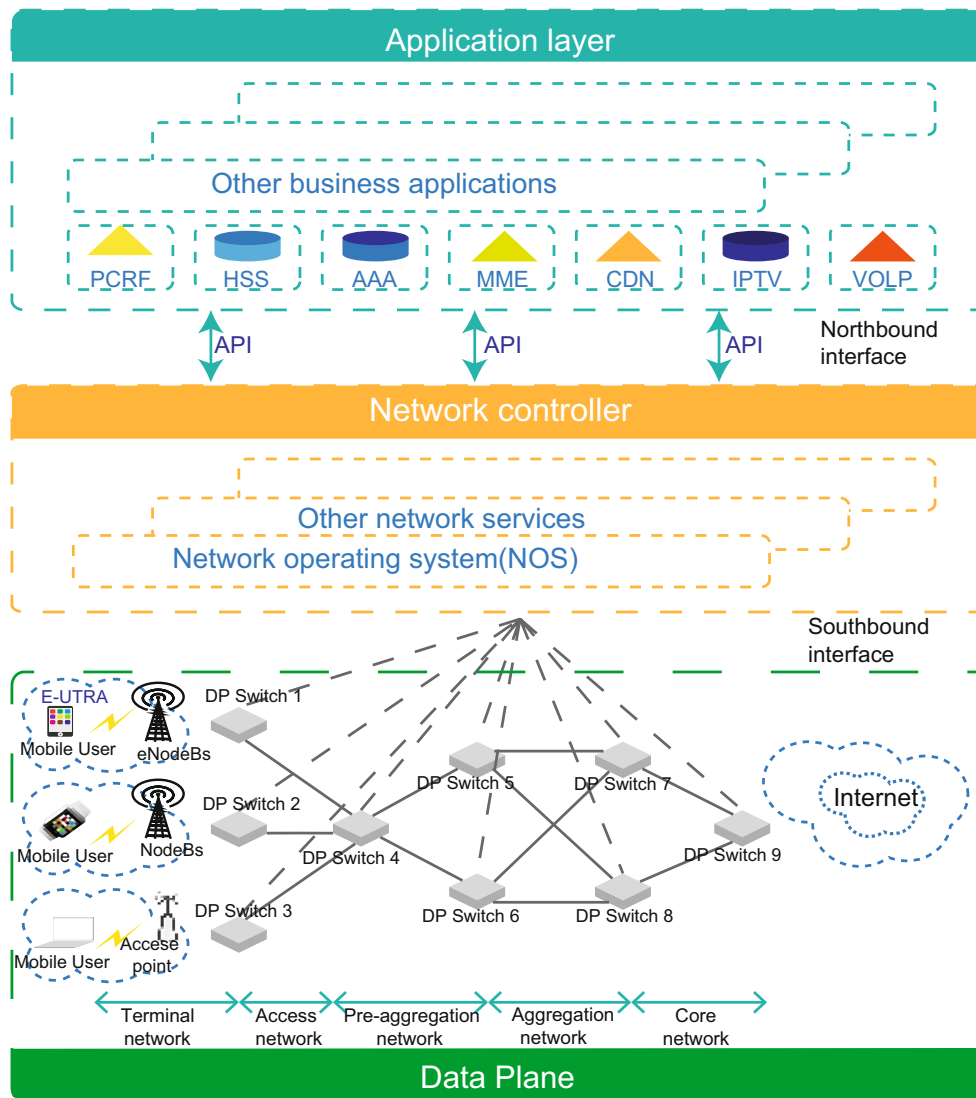 Application layer
Other business applications
PCRF
HSS
AAA
MME
CDN
IPTV
VOLP
API
API
API
Northbound
interface
Network controller
Other network services
Network operating system(NOS)
Southbound
interface
E-UTRA
Mobile User
eNodeBs
DP Switch 1
Mobile User
NodeBs
DP Switch 2
Mobile User
Accese
point
DP Switch 3
DP Switch 4
DP Switch 5
DP Switch 6
DP Switch 7
DP Switch 8
DP Switch 9
Internet
Terminal
network
Access
network
Pre-aggregation
network
Aggregation
network
Core
network
Data Plane